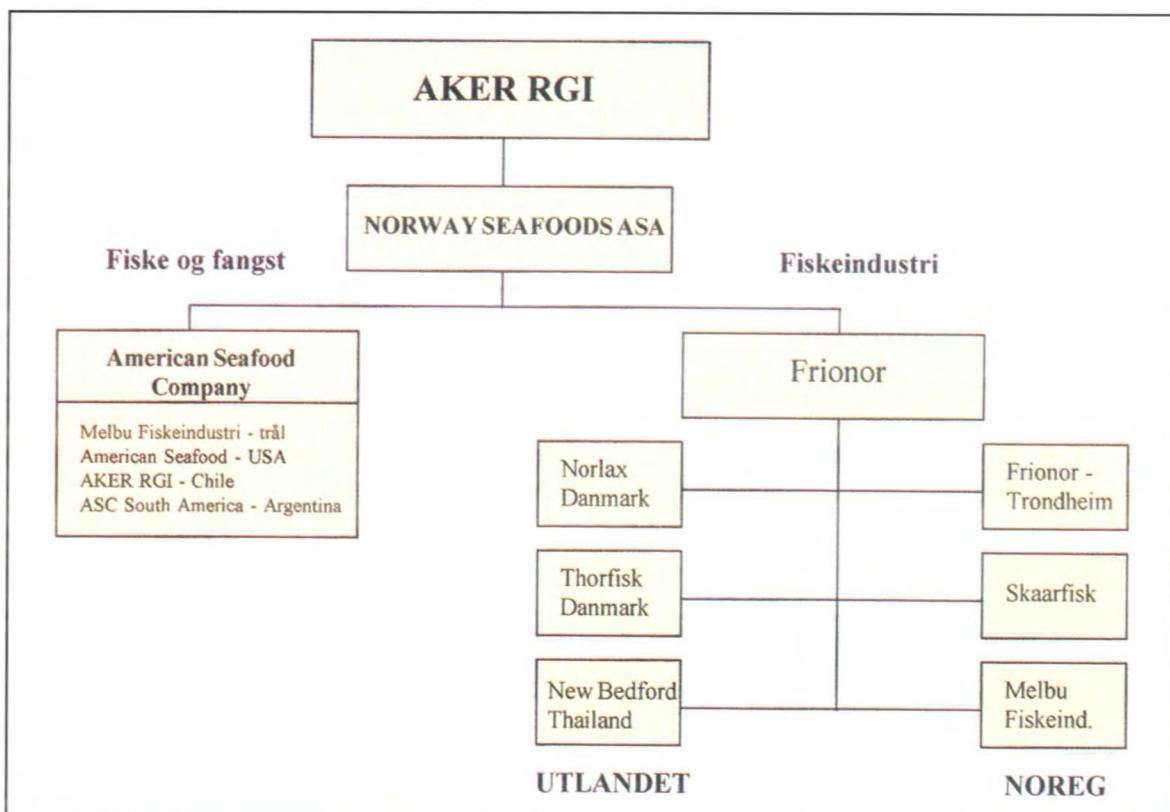 AKER RGI
NORWAY SEAFOODS ASA
Fiske og fangst
Fiskeindustri
American Seafood
Company
Melbu Fiskeindustri - trål
American Seafood - USA
AKER RGI - Chile
ASC South America - Argentina
Frionor
Norlax
Danmark
Frionor -
Trondheim
Thorfisk
Danmark
Skaarfisk
New Bedford
Thailand
Melbu
Fiskeind.
UTLANDET
NOREG